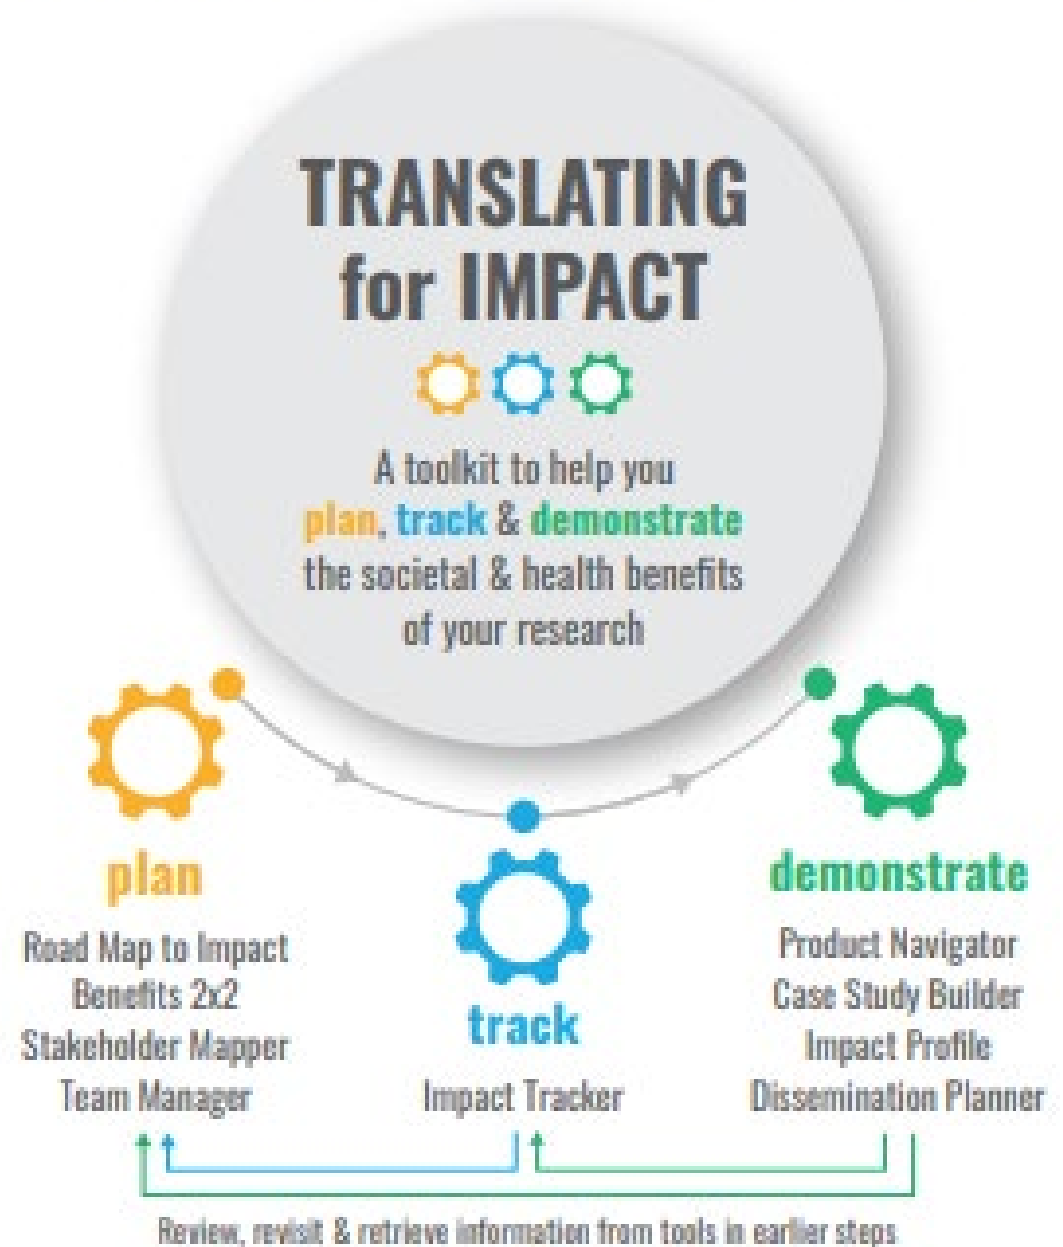 TRANSLATING
for IMPACT
A toolkit to help you
plan, track & demonstrate
the societal & health benefits
of your research
plan
Road Map to Impact
Benefits 2x2
Stakeholder Mapper
Team Manager
track
Impact Tracker
demonstrate
Product Navigator
Case Study Builder
Impact Profile
Dissemination Planner
Review, revisit & retrieve information from tools in earlier steps